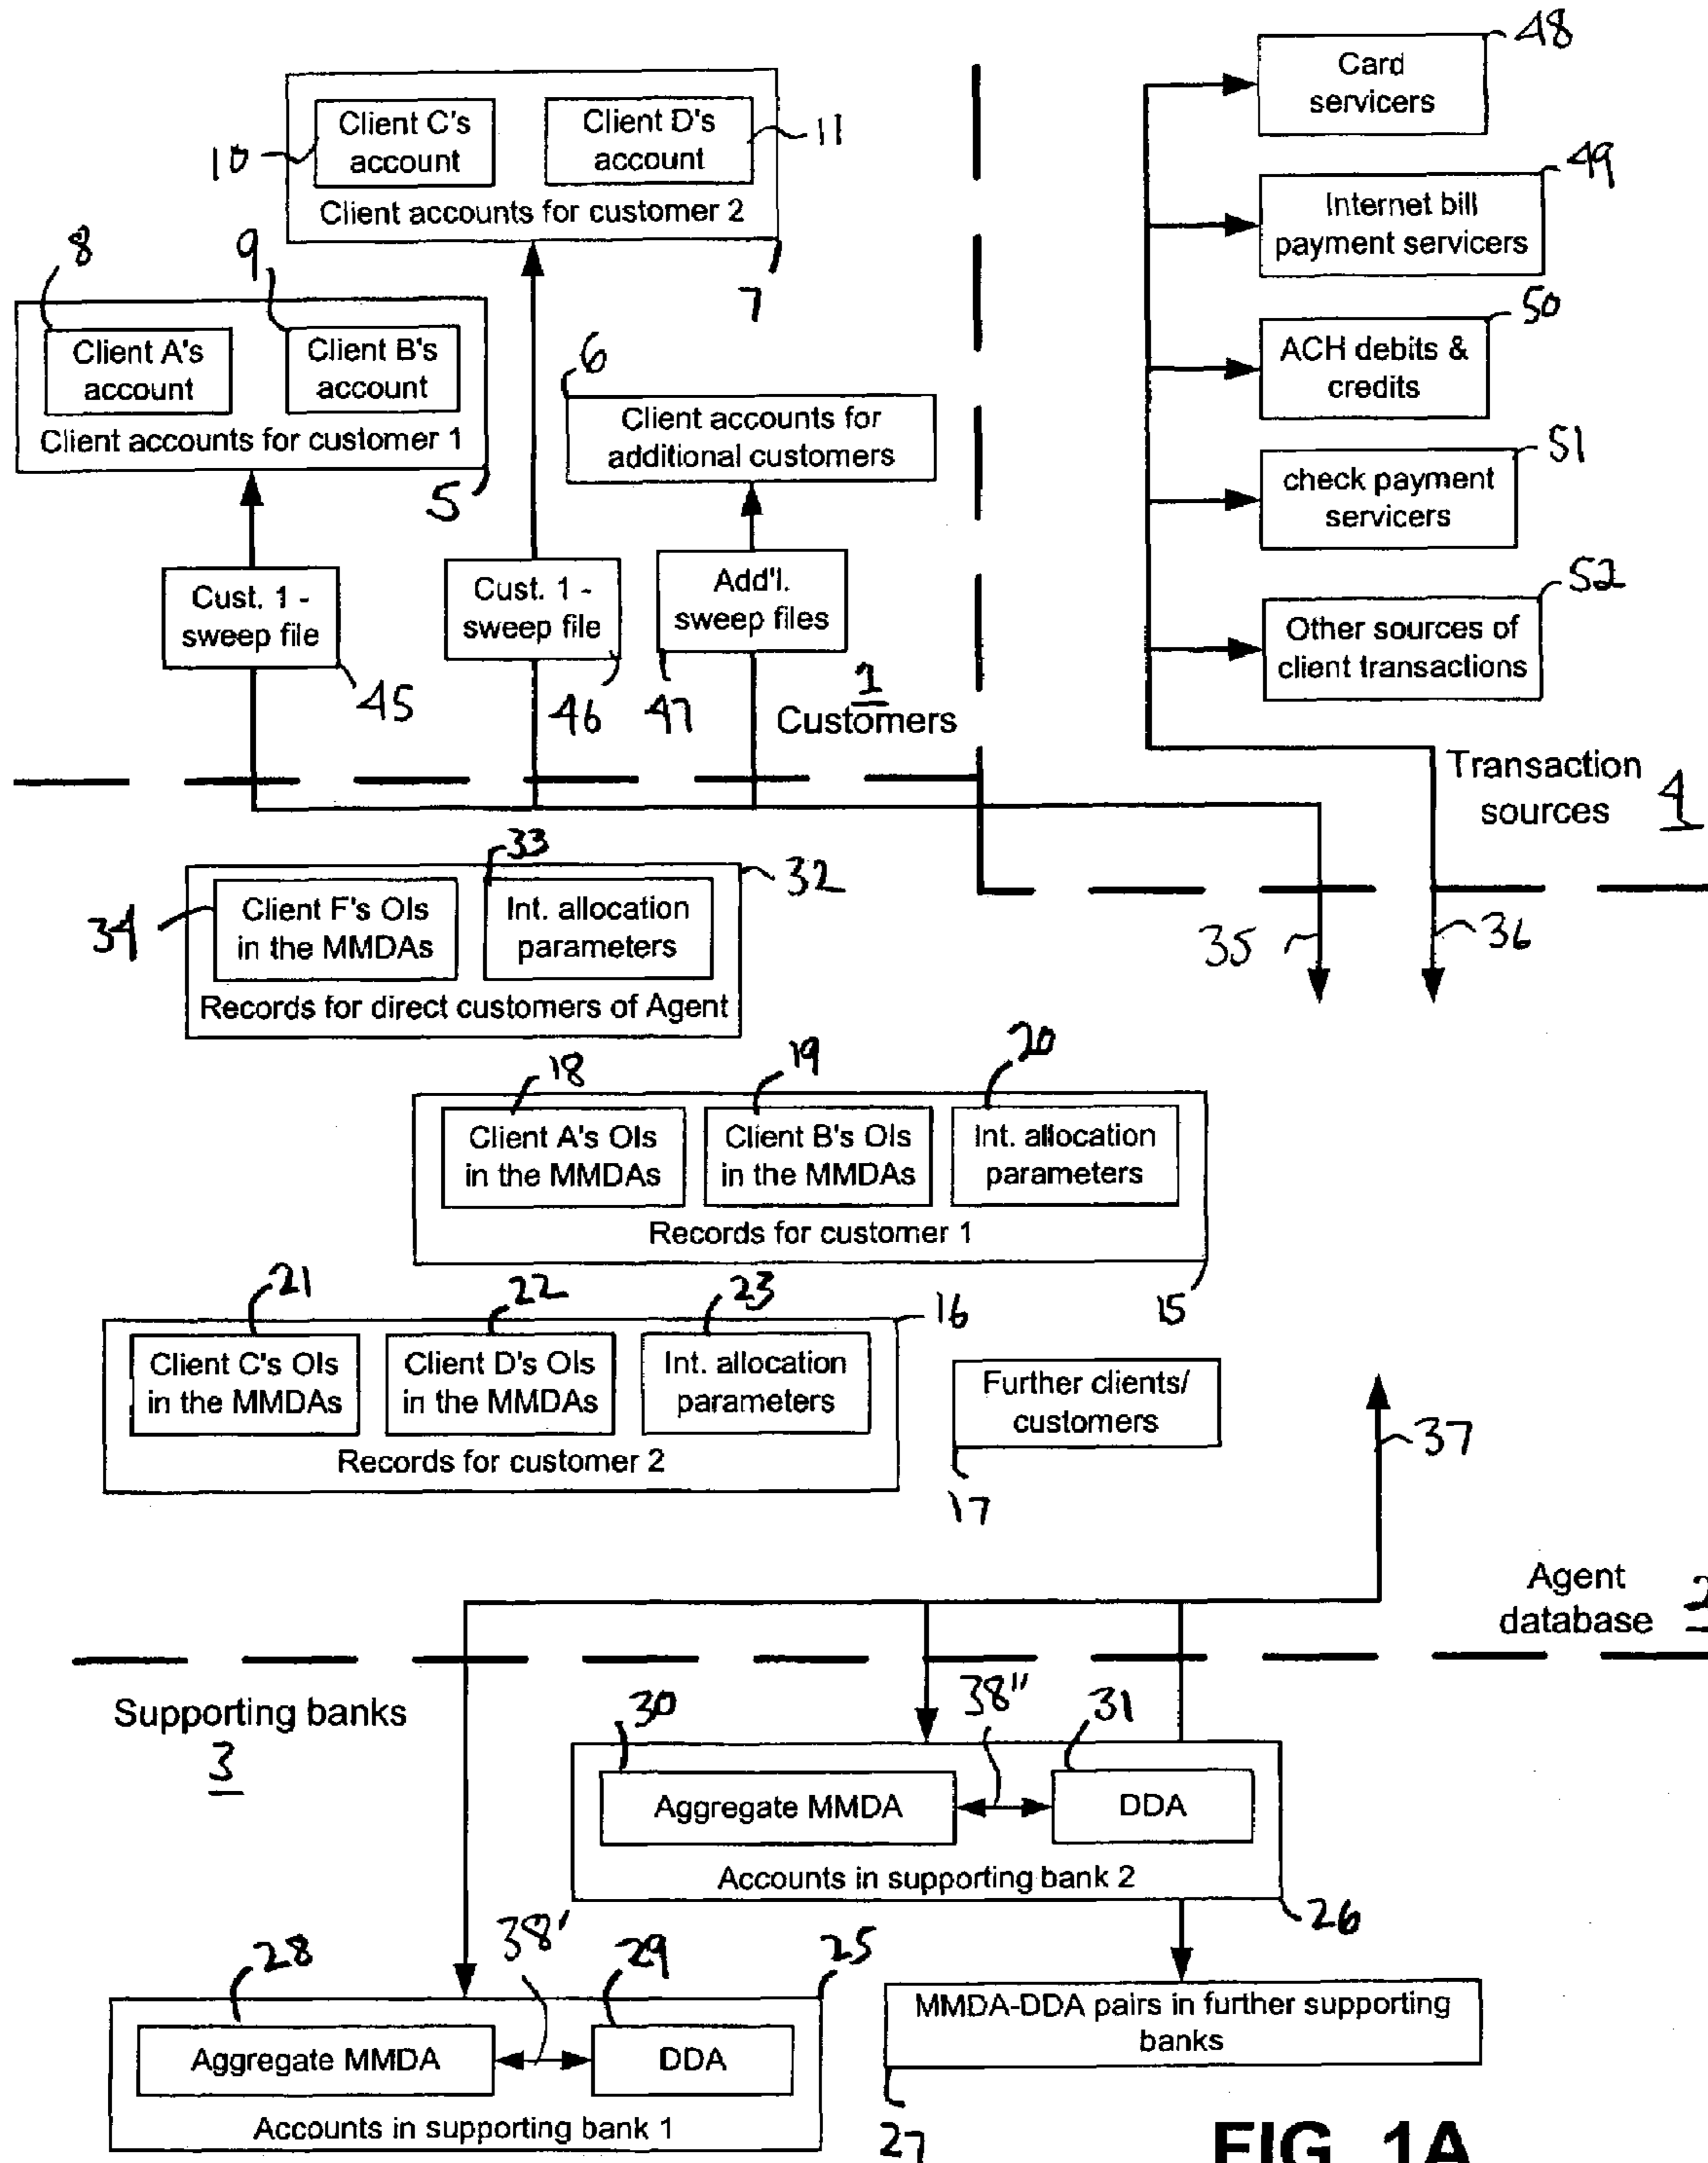 48
Card
servicers
49
Internet bill
payment servicers
50
ACH debits &
credits
51
check payment
servicers
52
Other sources of
client transactions
Transaction
sources
4
10
Client C's
account
Client D's
account
11
Client accounts for customer 2
7
8
9
Client A's
account
Client B's
account
Client accounts for customer 1
5
6
Client accounts for
additional customers
Cust. 1 -
sweep file
45
Cust. 1 -
sweep file
46
Add'l.
sweep files
47
1
Customers
35
36
33
32
34
Client F's OIs
in the MMDAs
Int. allocation
parameters
Records for direct customers of Agent
18
19
20
Client A's OIs
in the MMDAs
Client B's OIs
in the MMDAs
Int. allocation
parameters
Records for customer 1
15
21
22
23
16
Client C's OIs
in the MMDAs
Client D's OIs
in the MMDAs
Int. allocation
parameters
Records for customer 2
Further clients/
customers
17
37
Agent
database
2
Supporting banks
3
30
38"
31
Aggregate MMDA
DDA
Accounts in supporting bank 2
26
28
38'
29
25
Aggregate MMDA
DDA
Accounts in supporting bank 1
MMDA-DDA pairs in further supporting
banks
27
FIG. 1A